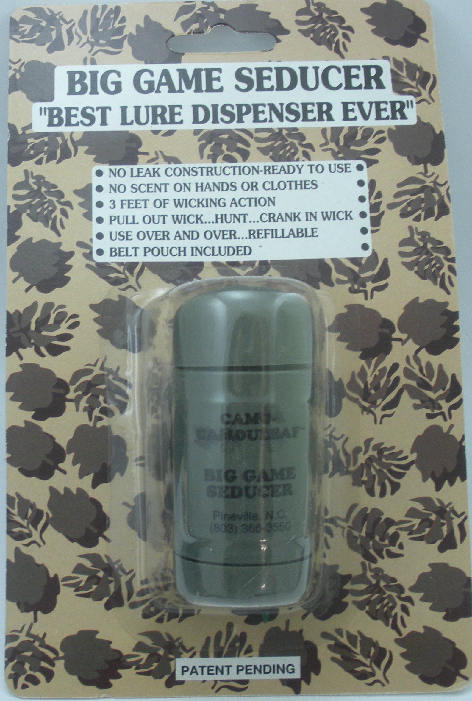 BIG GAME SEDUCER
"BEST LURE DISPENSER EVER"
• NO LEAK CONSTRUCTION-READY TO USE •
• NO SCENT ON HANDS OR CLOTHES •
• 3 FEET OF WICKING ACTION •
• PULL OUT WICK...HUNT...CRANK IN WICK •
• USE OVER AND OVER...REFILLABLE •
• BELT POUCH INCLUDED •
BIG GAME
SEDUCER
Pineville, N.C.
(803)
PATENT PENDING